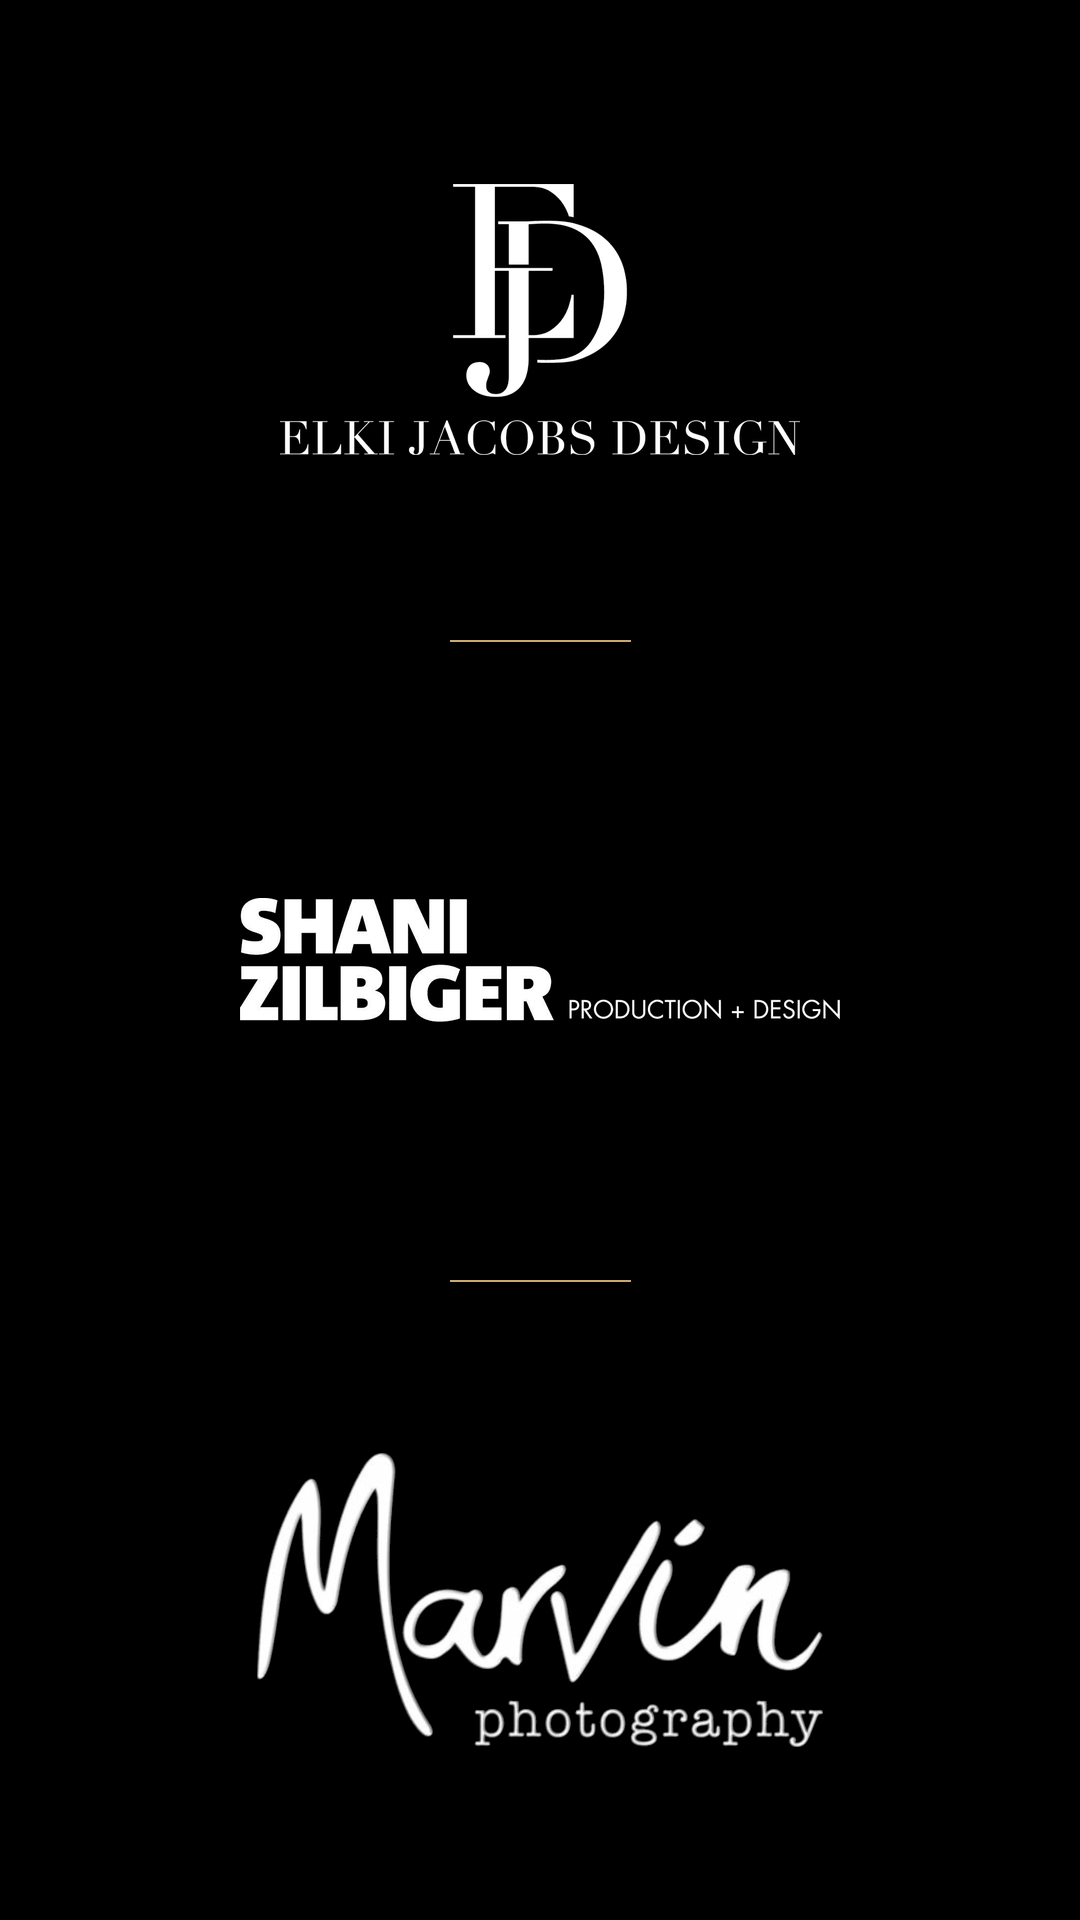 EJD
ELKI JACOBS DESIGN
SHANI
ZILBIGER PRODUCTION + DESIGN
Marvin
photography